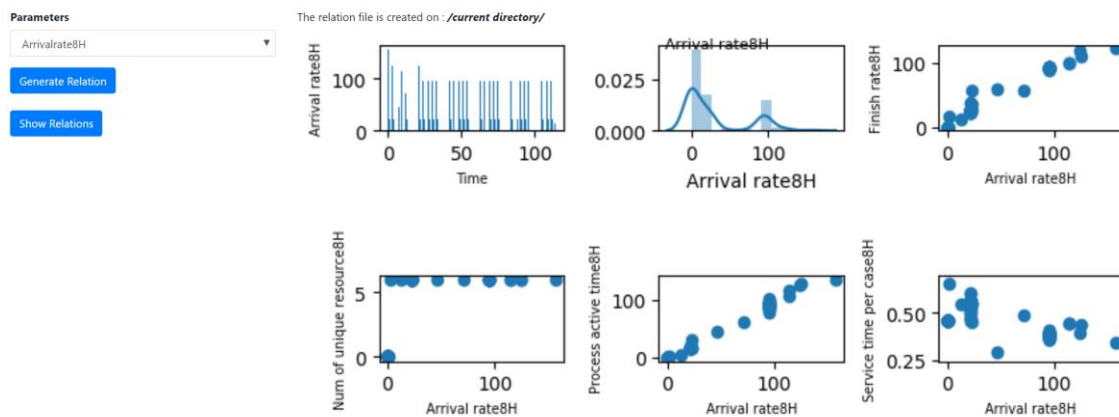 Parameters
Arrivalrate8H
Generate Relation
Show Relations
The relation file is created on : /current directory/
Arrival rate8H
100
0
0
50
100
Time
Arrival rate8H
0.025
0.000
0
100
Arrival rate8H
Finish rate8H
100
0
0
100
Arrival rate8H
Num of unique resource8H
5
0
0
100
Arrival rate8H
Process active time8H
100
0
0
100
Arrival rate8H
Service time per case8H
0.50
0.25
0
100
Arrival rate8H